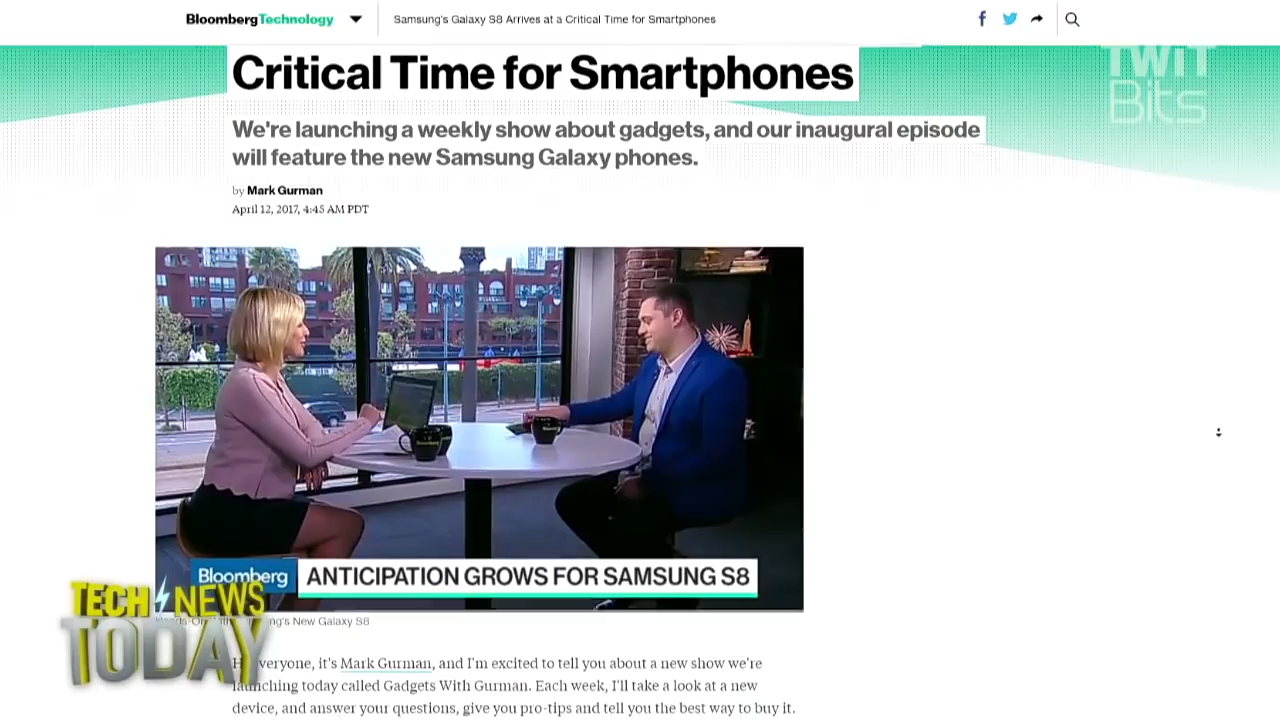 BloombergTechnology
Samsung's Galaxy S8 Arrives at a Critical Time for Smartphones
TWiT
Bits
Critical Time for Smartphones
We're launching a weekly show about gadgets, and our inaugural episode
will feature the new Samsung Galaxy phones.
by Mark Gurman
April 12, 2017, 4:45 AM PDT
Bloomberg
ANTICIPATION GROWS FOR SAMSUNG S8
TECH NEWS
TODAY
New Galaxy S8
everyone, it's Mark Gurman, and I'm excited to tell you about a new show we're
launching today called Gadgets With Gurman. Each week, I'll take a look at a new
device, and answer your questions, give you pro-tips and tell you the best way to buy it.